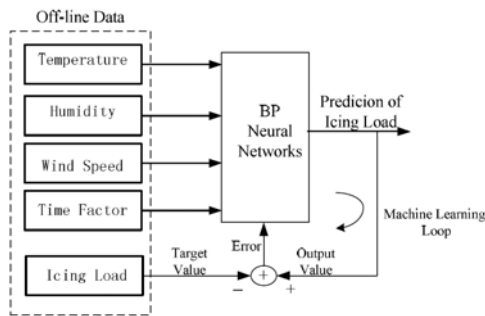 Off-line Data
Temperature
Humidity
Wind Speed
Time Factor
Icing Load
BP
Neural
Networks
Predicion of
Icing Load
Machine Learning
Loop
Error
Target
Value
Output
Value
−
+
+